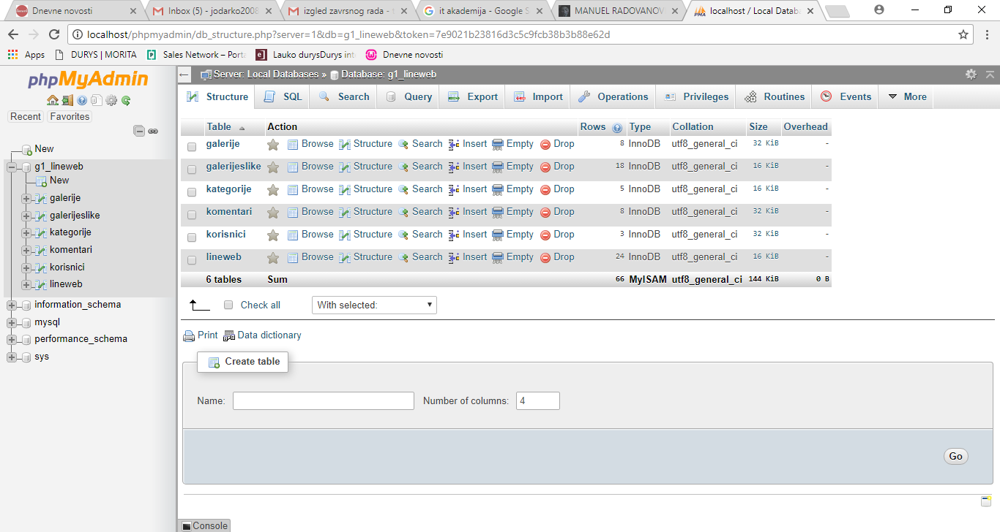 Dnevne novosti
Inbox (5) - jodarko2008
izgled zavrsnog rada -
it akademija - Google S
MANUEL RADOVANOV
localhost / Local Datab
localhost/phpmyadmin/db_structure.php?server=1&db=g1_lineweb&token=7e9021b23816d3c5c9fcb38b3b88e62d
Apps DURYS | MORITA Sales Network – Porta Lauko durysDurys int Dnevne novosti
phpMyAdmin
Recent Favorites
New
g1_lineweb
New
galerije
galerijeslike
kategorije
komentari
korisnici
lineweb
information_schema
mysql
performance_schema
sys
Server: Local Databases » Database: g1_lineweb
Structure SQL Search Query Export Import Operations Privileges Routines Events More
Table Action Rows Type Collation Size Overhead
galerije Browse Structure Search Insert Empty Drop 8 InnoDB utf8_general_ci 32 KiB -
galerijeslike Browse Structure Search Insert Empty Drop 18 InnoDB utf8_general_ci 16 KiB -
kategorije Browse Structure Search Insert Empty Drop 5 InnoDB utf8_general_ci 16 KiB -
komentari Browse Structure Search Insert Empty Drop 8 InnoDB utf8_general_ci 32 KiB -
korisnici Browse Structure Search Insert Empty Drop 3 InnoDB utf8_general_ci 32 KiB -
lineweb Browse Structure Search Insert Empty Drop 24 InnoDB utf8_general_ci 16 KiB -
6 tables Sum 66 MyISAM utf8_general_ci 144 KiB 0 B
Check all With selected:
Print Data dictionary
Create table
Name: Number of columns: 4
Go
Console